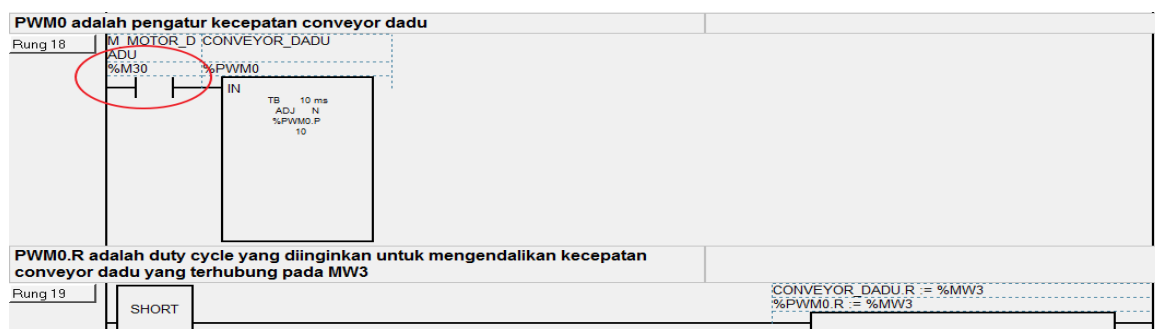 PWM0 adalah pengatur kecepatan conveyor dadu
Rung 18
M_MOTOR_D
ADU
%M30
CONVEYOR_DADU
%PWM0
IN
TB 10 ms
ADJ N
%PWM0.P
10
PWM0.R adalah duty cycle yang diinginkan untuk mengendalikan kecepatan
conveyor dadu yang terhubung pada MW3
Rung 19
SHORT
CONVEYOR_DADU.R := %MW3
%PWM0.R := %MW3